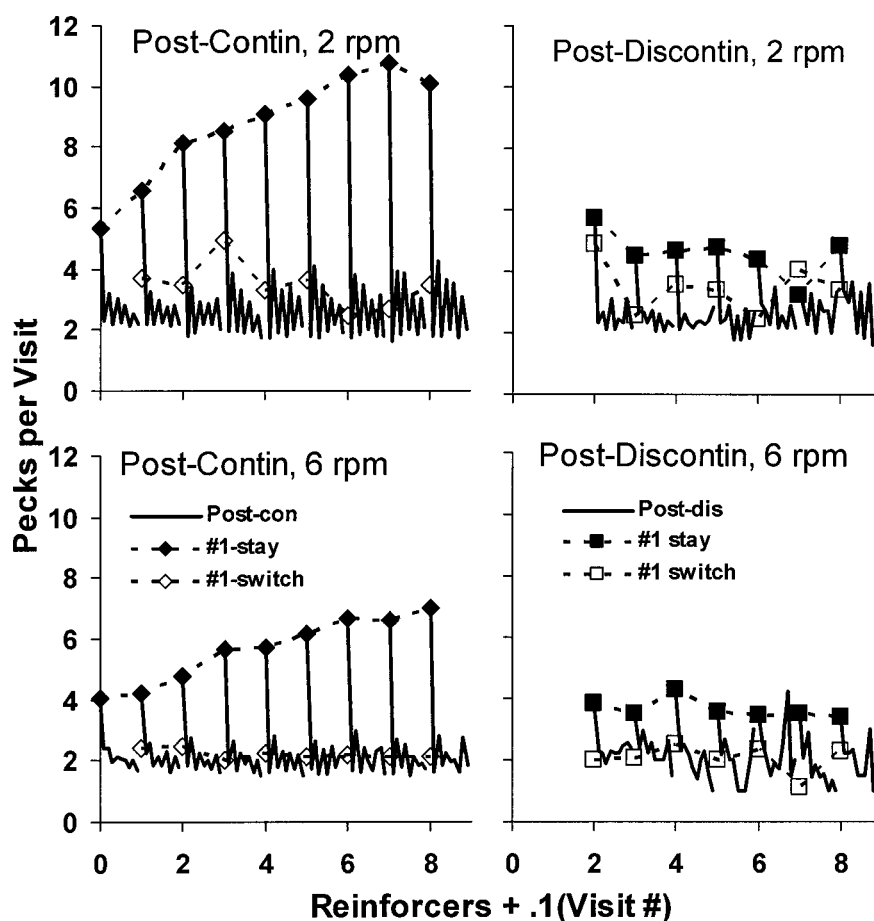 Post-Contin, 2 rpm
12
10
8
6
4
2
0
Post-Discontin, 2 rpm
Pecks per Visit
Post-Contin, 6 rpm
Post-con
#1-stay
#1-switch
12
10
8
6
4
2
0
0 2 4 6 8
Post-Discontin, 6 rpm
Post-dis
#1 stay
#1 switch
0 2 4 6 8
Reinforcers + .1(Visit #)